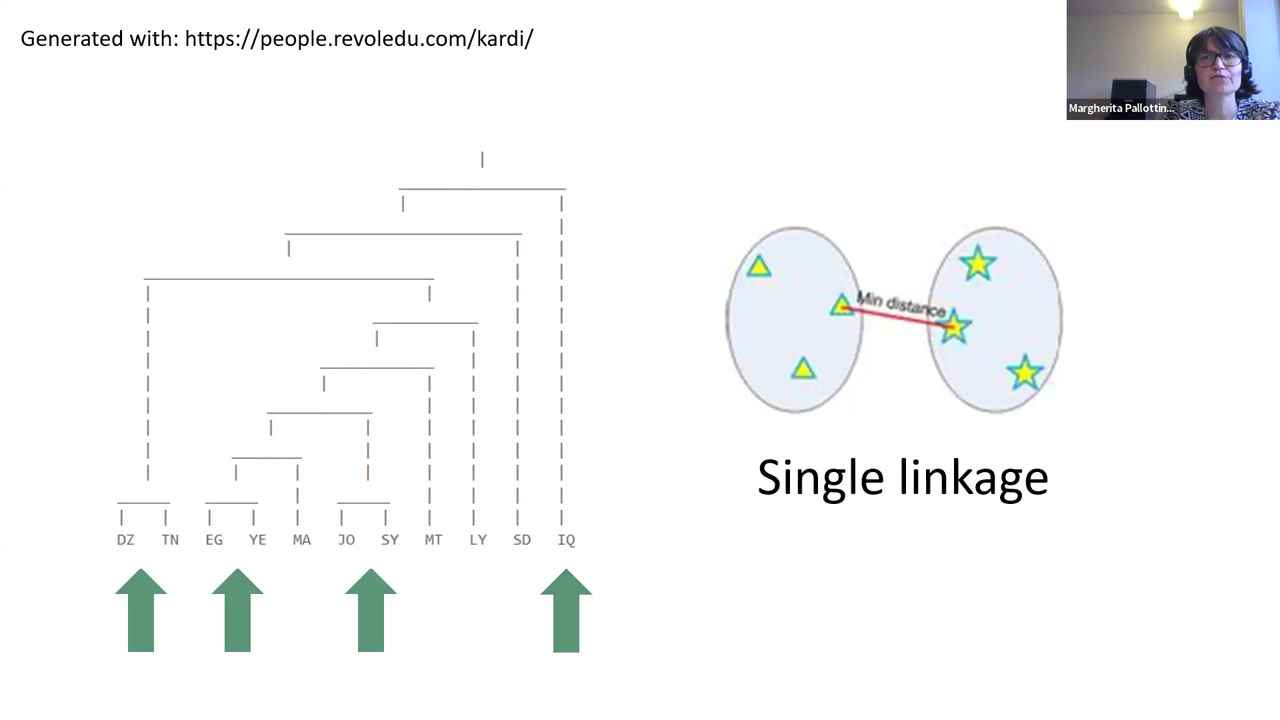 Generated with: https://people.revoledu.com/kardi/
Margherita Pallottin...
Min distance
Single linkage
DZ TN EG YE MA JO SY MT LY SD IQ